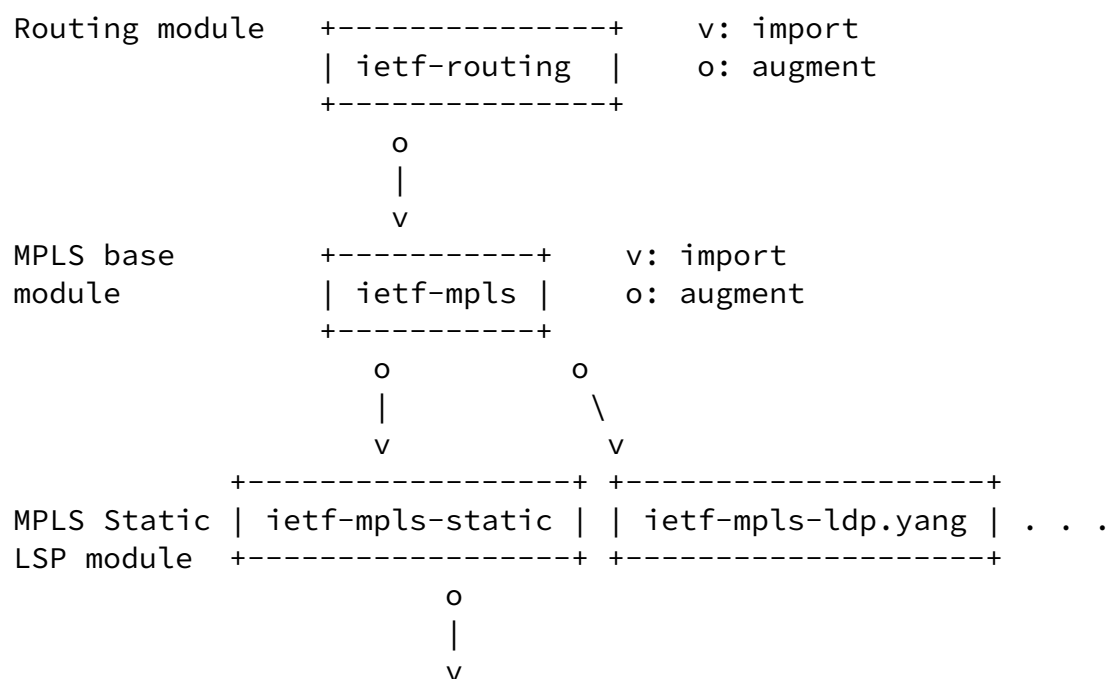 Routing module   +---------------+    v: import
                 | ietf-routing  |    o: augment
                 +---------------+
                     o
                     |
                     v
MPLS base        +-----------+    v: import
module           | ietf-mpls |    o: augment
                 +-----------+
                    o          o
                    |           \
                    v            v
            +------------------+ +--------------------+
MPLS Static | ietf-mpls-static | | ietf-mpls-ldp.yang | . . .
LSP module  +------------------+ +--------------------+
                        o
                        |
                        v